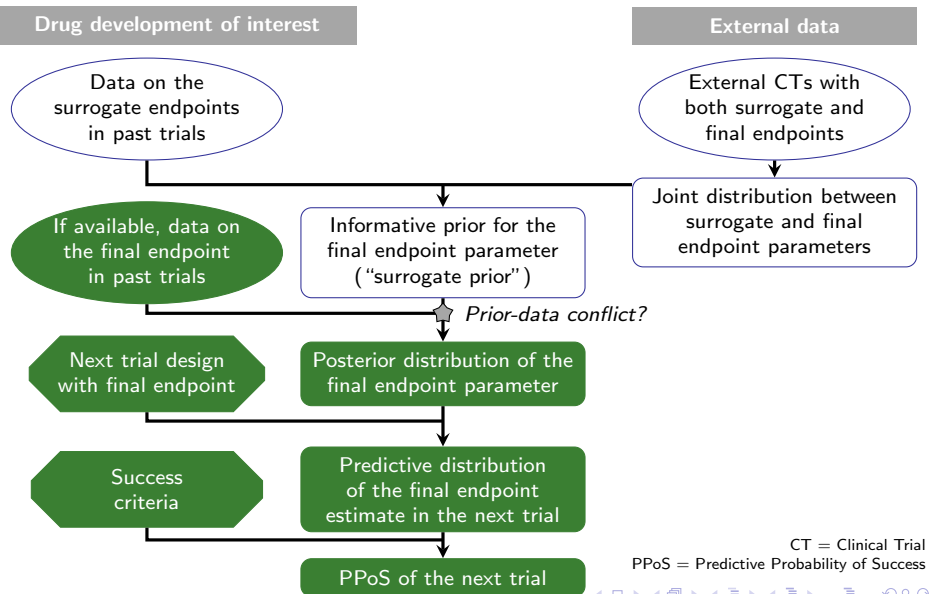 Drug development of interest
External data
Data on the
surrogate endpoints
in past trials
External CTs with
both surrogate and
final endpoints
Joint distribution between
surrogate and final
endpoint parameters
If available, data on
the final endpoint
in past trials
Informative prior for the
final endpoint parameter
(“surrogate prior”)
Prior-data conflict?
Next trial design
with final endpoint
Posterior distribution of the
final endpoint parameter
Success
criteria
Predictive distribution
of the final endpoint
estimate in the next trial
CT = Clinical Trial
PPoS = Predictive Probability of Success
PPoS of the next trial